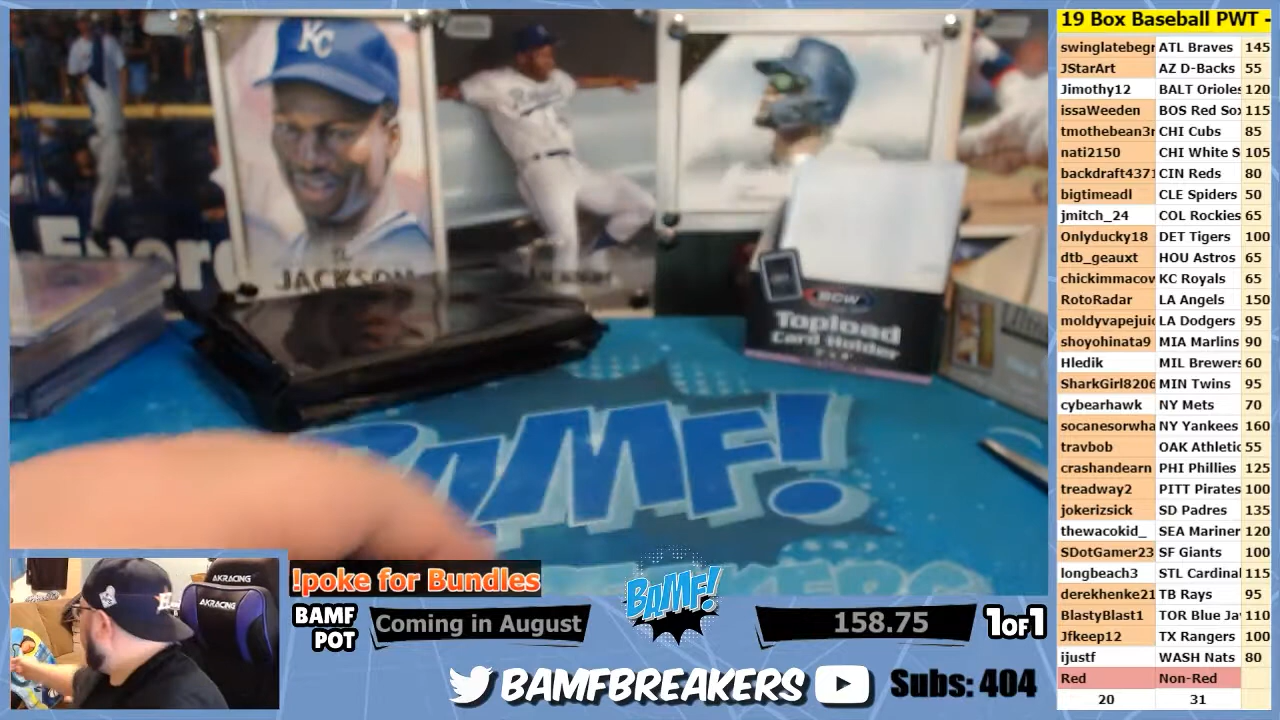 KC
JACKSON
BCW
Topload
Card Holder
BAMF!
AKRACING
AKRACING
!poke for Bundles
BAMF
POT
Coming in August
BAMF!
158.75
1OF1
BAMFBREAKERS
Subs: 404
19 Box Baseball PWT -
swinglatebegr ATL Braves 145
JStarArt AZ D-Backs 55
Jimothy12 BALT Orioles 120
issaWeeden BOS Red Sox 115
tmothebean3r CHI Cubs 85
nati2150 CHI White S 105
backdraft4371 CIN Reds 80
bigtimeadl CLE Spiders 50
jmitch_24 COL Rockies 65
Onlyducky18 DET Tigers 100
dtb_geauxt HOU Astros 65
chickimmacov KC Royals 65
RotoRadar LA Angels 150
moldyvapejuic LA Dodgers 95
shoyohinata9 MIA Marlins 90
Hledik MIL Brewers 60
SharkGirl8206 MIN Twins 95
cybearhawk NY Mets 70
socanesorwha NY Yankees 160
travbob OAK Athletic 55
crashandearn PHI Phillies 125
treadway2 PITT Pirates 100
jokerizsick SD Padres 135
thewacokid_ SEA Mariner 120
SDotGamer23 SF Giants 100
longbeach3 STL Cardinal 115
derekhenke21 TB Rays 95
BlastyBlast1 TOR Blue Ja 110
Jfkeep12 TX Rangers 100
ijustf WASH Nats 80
Red Non-Red
20 31